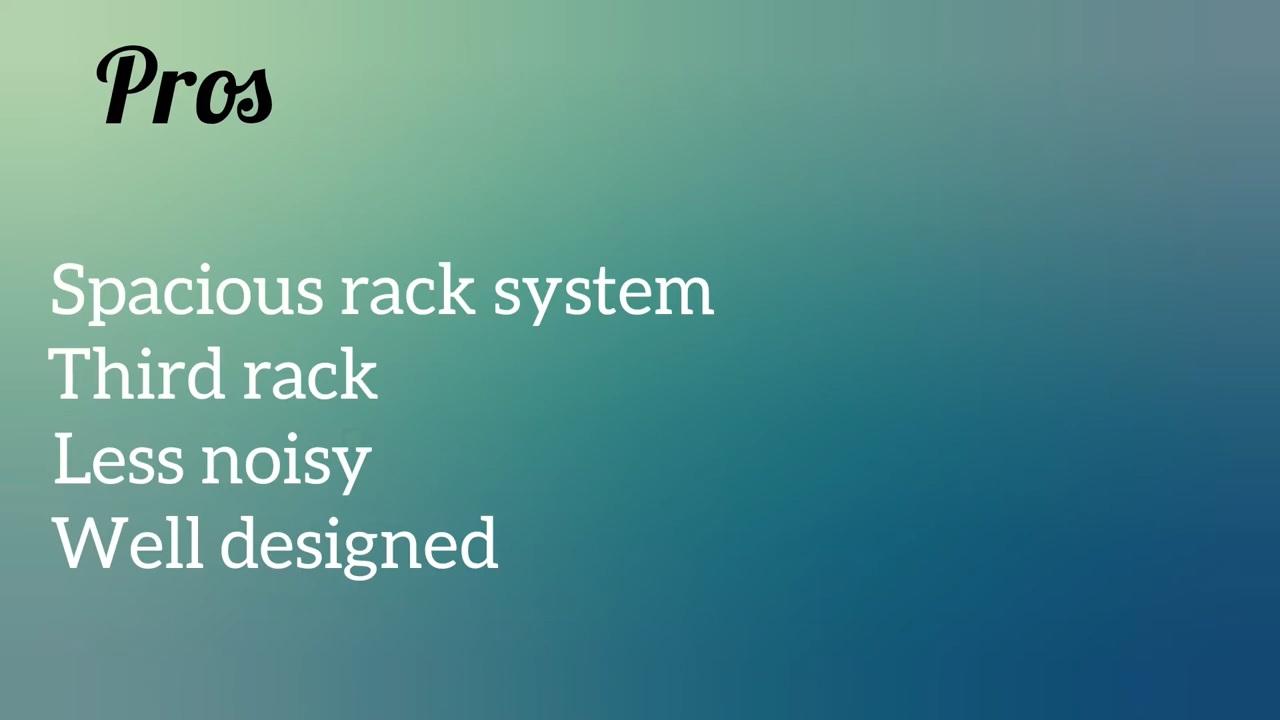 Pros
Spacious rack system
Third rack
Less noisy
Well designed